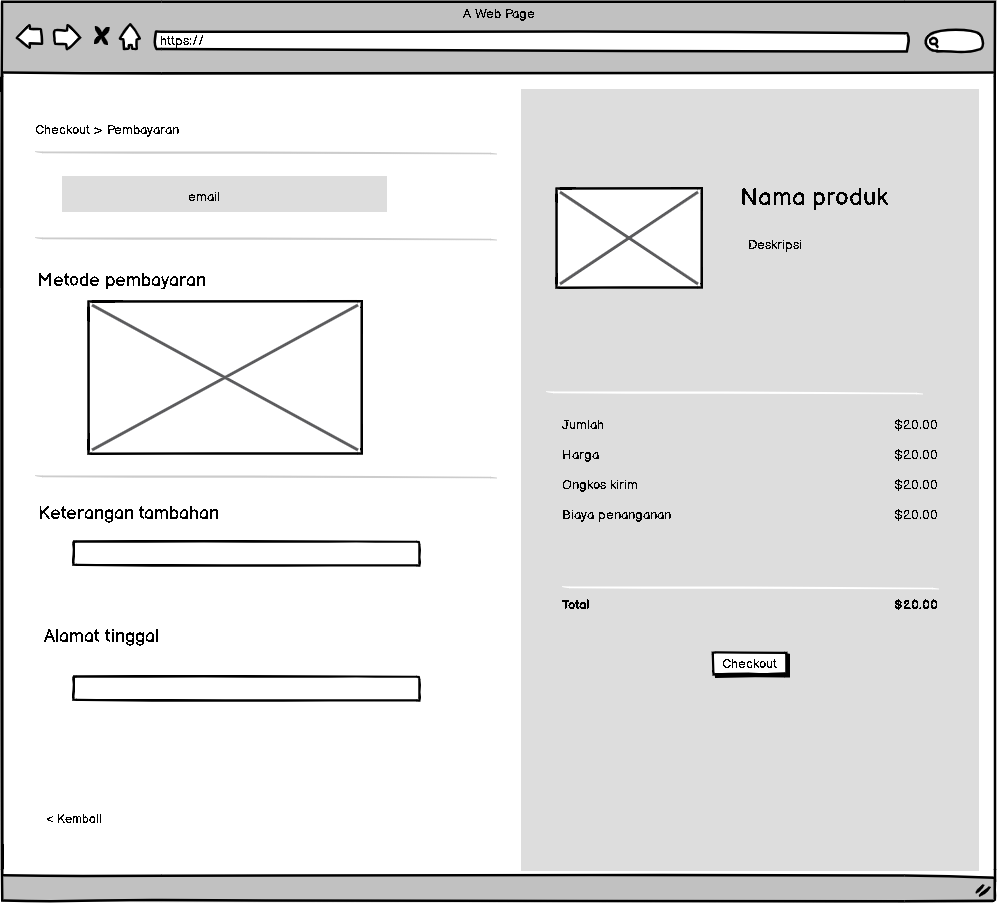 A Web Page
https://
Checkout > Pembayaran
email
Metode pembayaran
Keterangan tambahan
Alamat tinggal
< Kembali
Nama produk
Deskripsi
Jumlah $20.00
Harga $20.00
Ongkos kirim $20.00
Biaya penanganan $20.00
Total $20.00
Checkout